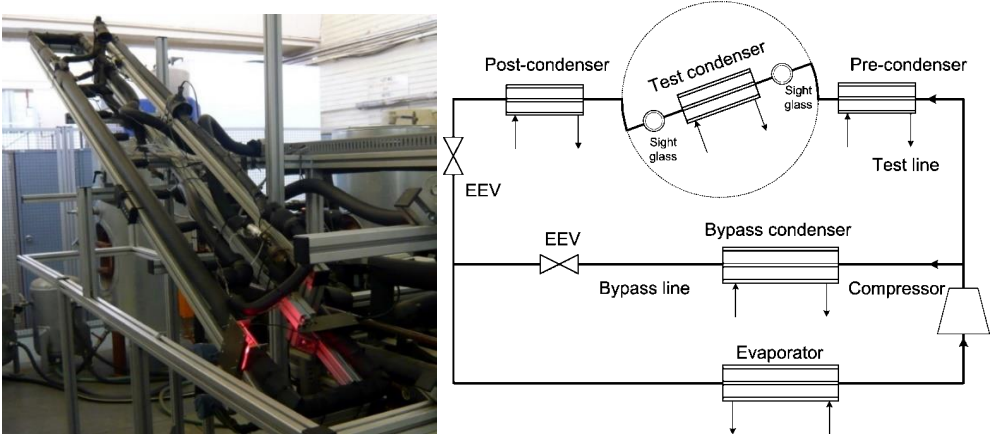 Post-condenser
Test condenser
Pre-condenser
Sight
glass
Sight
glass
Test line
EEV
EEV
Bypass condenser
Bypass line
Compressor
Evaporator